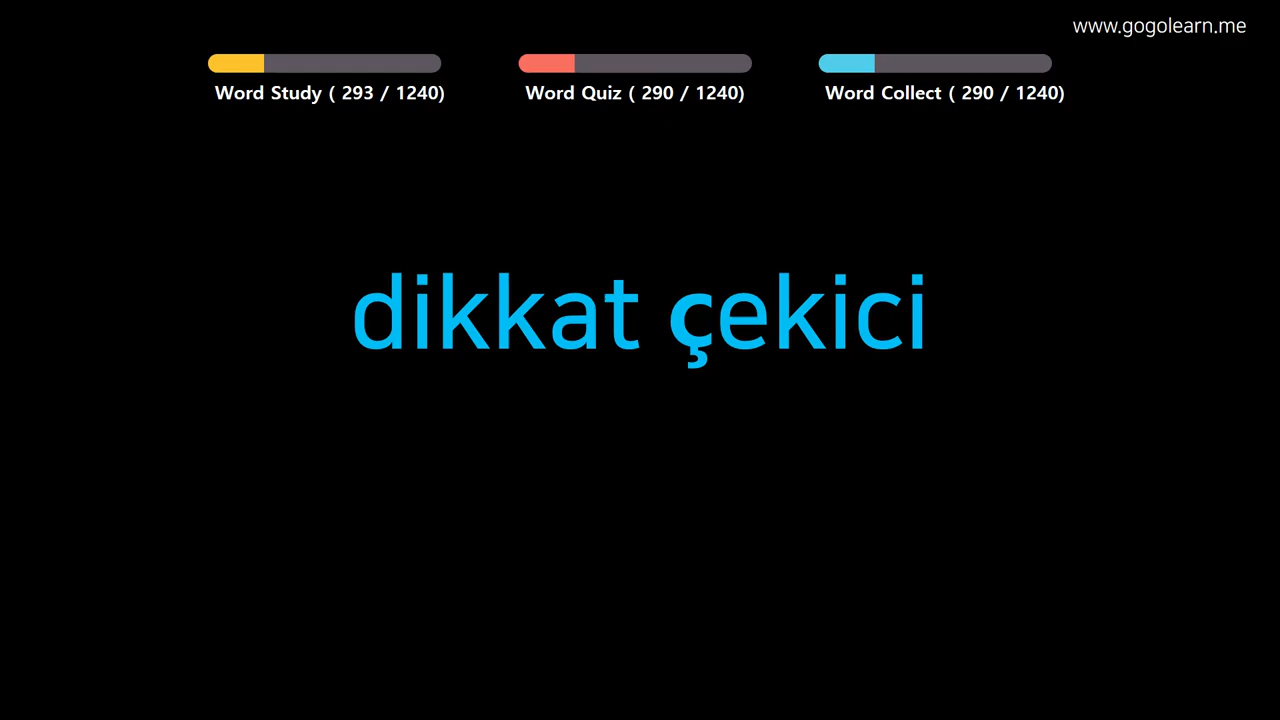 www.gogolearn.me
Word Study ( 293 / 1240)
Word Quiz ( 290 / 1240)
Word Collect ( 290 / 1240)
dikkat çekici